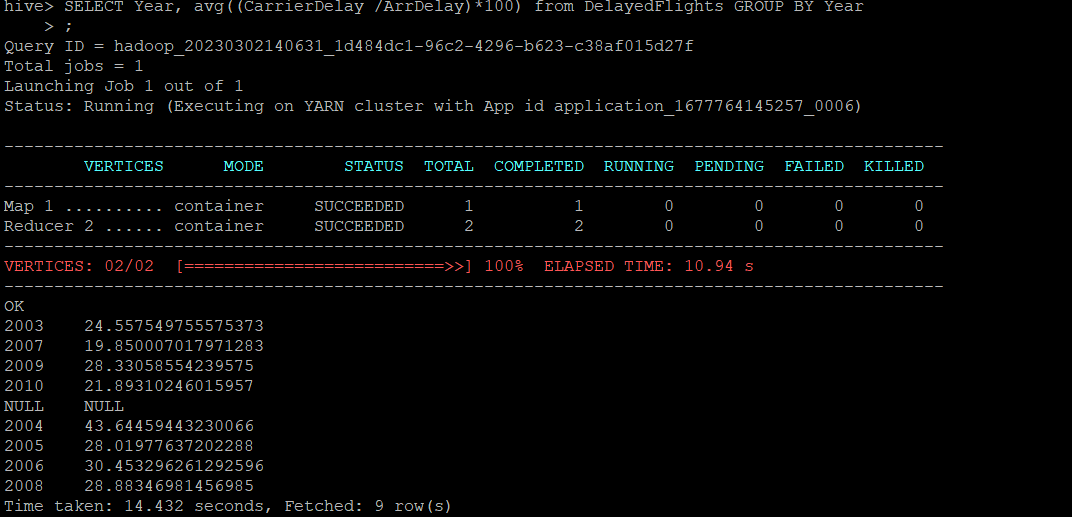 hive> SELECT Year, avg((CarrierDelay /ArrDelay)*100) from DelayedFlights GROUP BY Year
    > ;
Query ID = hadoop_20230302140631_1d484dc1-96c2-4296-b623-c38af015d27f
Total jobs = 1
Launching Job 1 out of 1
Status: Running (Executing on YARN cluster with App id application_1677764145257_0006)
----------------------------------------------------------------------------------------------
        VERTICES      MODE        STATUS  TOTAL  COMPLETED  RUNNING  PENDING  FAILED  KILLED
----------------------------------------------------------------------------------------------
Map 1 .......... container     SUCCEEDED      1          1        0        0       0       0
Reducer 2 ...... container     SUCCEEDED      2          2        0        0       0       0
----------------------------------------------------------------------------------------------
VERTICES: 02/02  [==========================>>] 100%  ELAPSED TIME: 10.94 s
----------------------------------------------------------------------------------------------
OK
2003    24.557549755575373
2007    19.850007017971283
2009    28.33058554239575
2010    21.89310246015957
NULL    NULL
2004    43.64459443230066
2005    28.01977637202288
2006    30.453296261292596
2008    28.88346981456985
Time taken: 14.432 seconds, Fetched: 9 row(s)